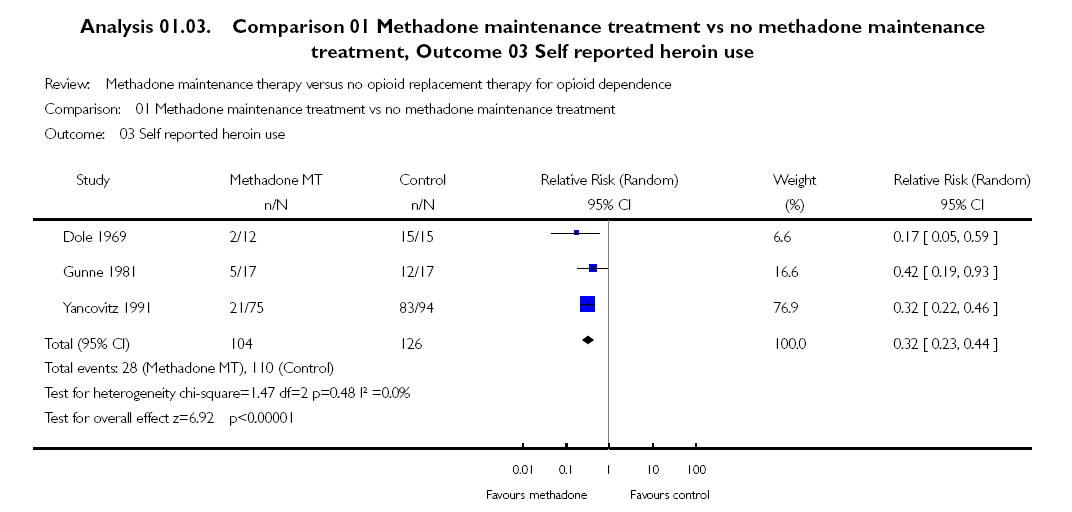 Analysis 01.03. Comparison 01 Methadone maintenance treatment vs no methadone maintenance
treatment, Outcome 03 Self reported heroin use
Review: Methadone maintenance therapy versus no opioid replacement therapy for opioid dependence
Comparison: 01 Methadone maintenance treatment vs no methadone maintenance treatment
Outcome: 03 Self reported heroin use
Study Methadone MT Control Relative Risk (Random) Weight Relative Risk (Random)
n/N n/N 95% CI (%) 95% CI
Dole 1969 2/12 15/15 6.6 0.17 [ 0.05, 0.59 ]
Gunne 1981 5/17 12/17 16.6 0.42 [ 0.19, 0.93 ]
Yancovitz 1991 21/75 83/94 76.9 0.32 [ 0.22, 0.46 ]
Total (95% CI) 104 126 100.0 0.32 [ 0.23, 0.44 ]
Total events: 28 (Methadone MT), 110 (Control)
Test for heterogeneity chi-square=1.47 df=2 p=0.48 I² =0.0%
Test for overall effect z=6.92 p<0.00001
0.01 0.1 1 10 100
Favours methadone Favours control